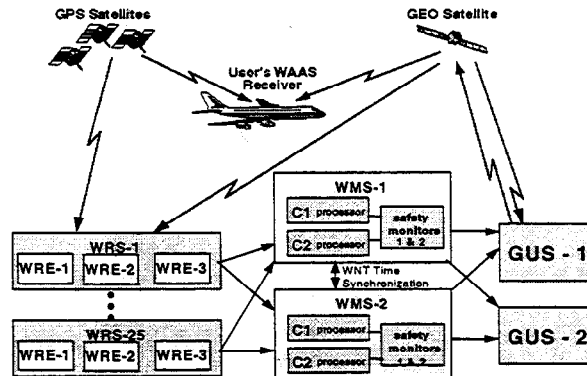 GPS Satellites
GEO Satellite
User's WAAS
Receiver
WMS-1
C1 processor
C2 processor
safety
monitors
1 & 2
WRS-1
WRE-1 WRE-2 WRE-3
GUS - 1
WNT Time
Synchronization
WMS-2
C1 processor
C2 processor
safety
monitors
1 & 2
WRS-25
WRE-1 WRE-2 WRE-3
GUS - 2